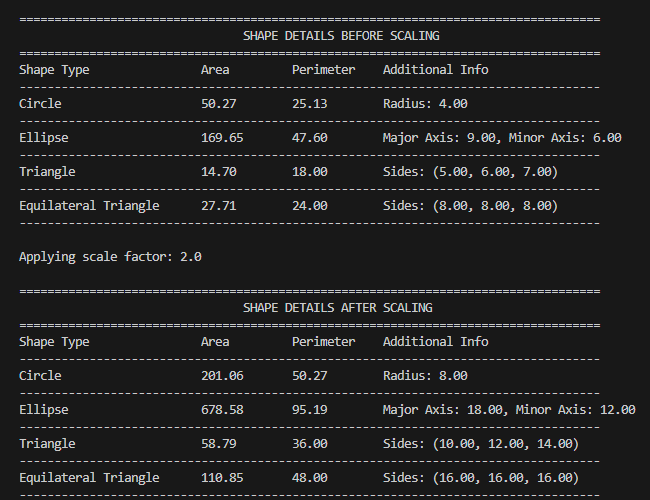 ===================================================================================
SHAPE DETAILS BEFORE SCALING
===================================================================================
Shape Type Area Perimeter Additional Info
-----------------------------------------------------------------------------------
Circle 50.27 25.13 Radius: 4.00
-----------------------------------------------------------------------------------
Ellipse 169.65 47.60 Major Axis: 9.00, Minor Axis: 6.00
-----------------------------------------------------------------------------------
Triangle 14.70 18.00 Sides: (5.00, 6.00, 7.00)
-----------------------------------------------------------------------------------
Equilateral Triangle 27.71 24.00 Sides: (8.00, 8.00, 8.00)
-----------------------------------------------------------------------------------
Applying scale factor: 2.0
===================================================================================
SHAPE DETAILS AFTER SCALING
===================================================================================
Shape Type Area Perimeter Additional Info
-----------------------------------------------------------------------------------
Circle 201.06 50.27 Radius: 8.00
-----------------------------------------------------------------------------------
Ellipse 678.58 95.19 Major Axis: 18.00, Minor Axis: 12.00
-----------------------------------------------------------------------------------
Triangle 58.79 36.00 Sides: (10.00, 12.00, 14.00)
-----------------------------------------------------------------------------------
Equilateral Triangle 110.85 48.00 Sides: (16.00, 16.00, 16.00)
-----------------------------------------------------------------------------------